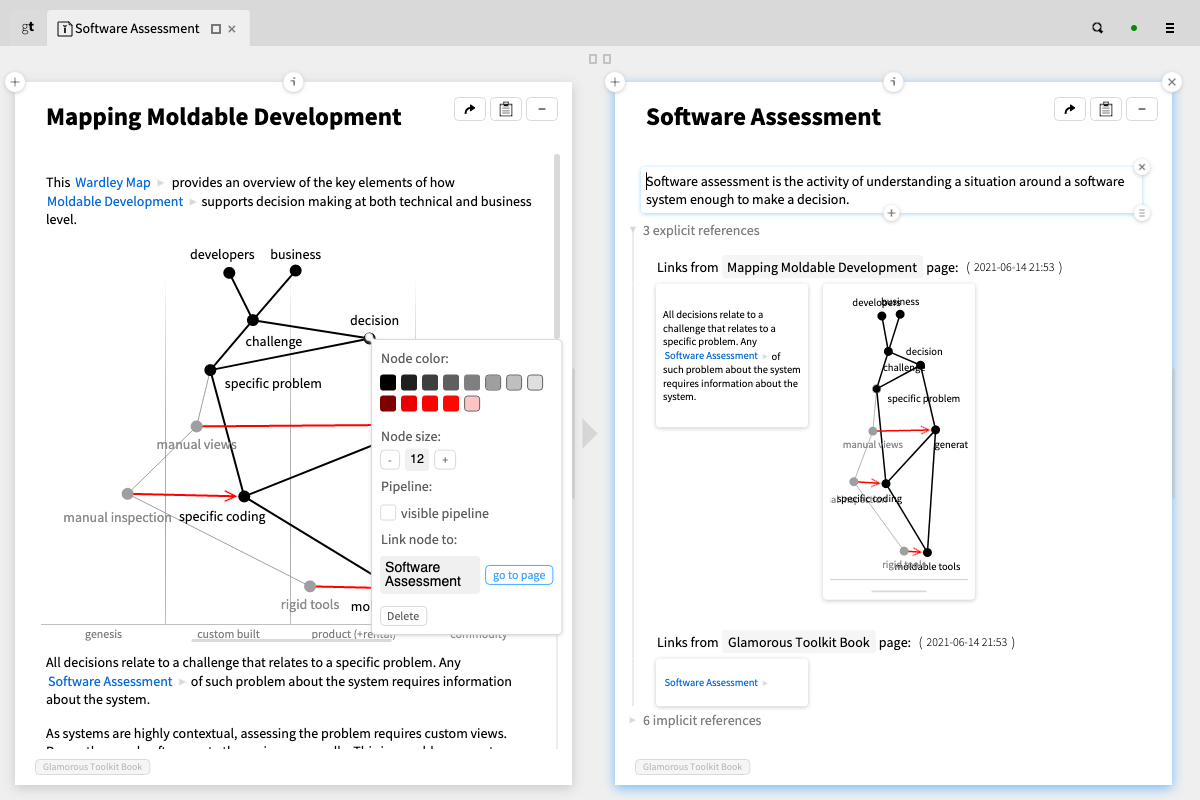 gt
Software Assessment
Mapping Moldable Development
This Wardley Map provides an overview of the key elements of how
Moldable Development supports decision making at both technical and business
level.
developers business
decision
challenge
specific problem
manual views
manual inspection specific coding
rigid tools mo
genesis custom built product (+rental) commodity
Node color:
Node size:
- 12 +
Pipeline:
visible pipeline
Link node to:
Software
Assessment
go to page
Delete
All decisions relate to a challenge that relates to a specific problem. Any
Software Assessment of such problem about the system requires information
about the system.
As systems are highly contextual, assessing the problem requires custom views.
Glamorous Toolkit Book
Software Assessment
Software assessment is the activity of understanding a situation around a software
system enough to make a decision.
3 explicit references
Links from Mapping Moldable Development page: ( 2021-06-14 21:53 )
All decisions relate to a
challenge that relates to a
specific problem. Any
Software Assessment of
such problem about the system
requires information about the
system.
developers business
decision
challenge
specific problem
manual views generat
specific coding
rigid tools moldable tools
Links from Glamorous Toolkit Book page: ( 2021-06-14 21:53 )
Software Assessment
6 implicit references
Glamorous Toolkit Book